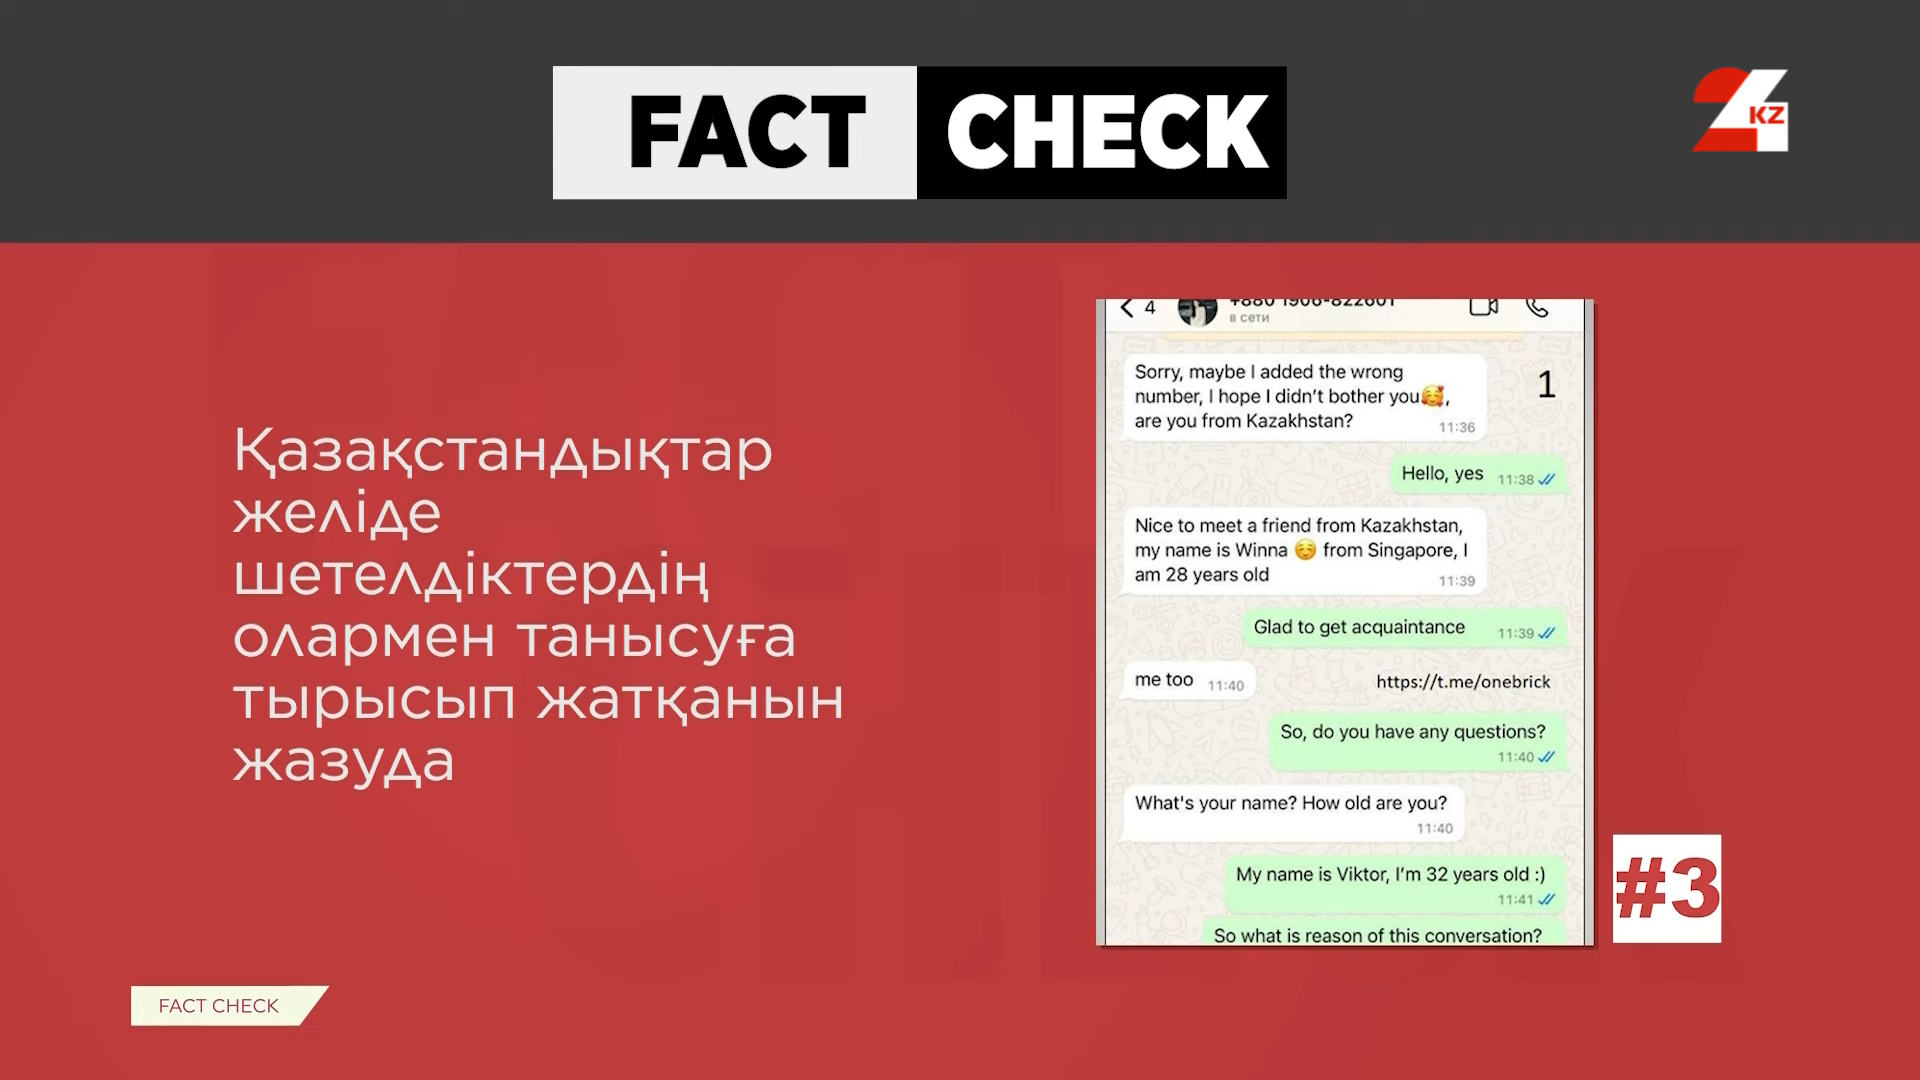 FACT CHECK
24 KZ
Қазақстандықтар
желіде
шетелдіктердің
олармен танысуға
тырысып жатқанын
жазуда
4
в сети
Sorry, maybe I added the wrong
number, I hope I didn't bother you🥰,
are you from Kazakhstan?
11:36
1
Hello, yes 11:38
Nice to meet a friend from Kazakhstan,
my name is Winna ☺️ from Singapore, I
am 28 years old
11:39
Glad to get acquaintance 11:39
me too 11:40
https://t.me/onebrick
So, do you have any questions?
11:40
What's your name? How old are you?
11:40
My name is Viktor, I'm 32 years old :)
11:41
So what is reason of this conversation?
#3
FACT CHECK